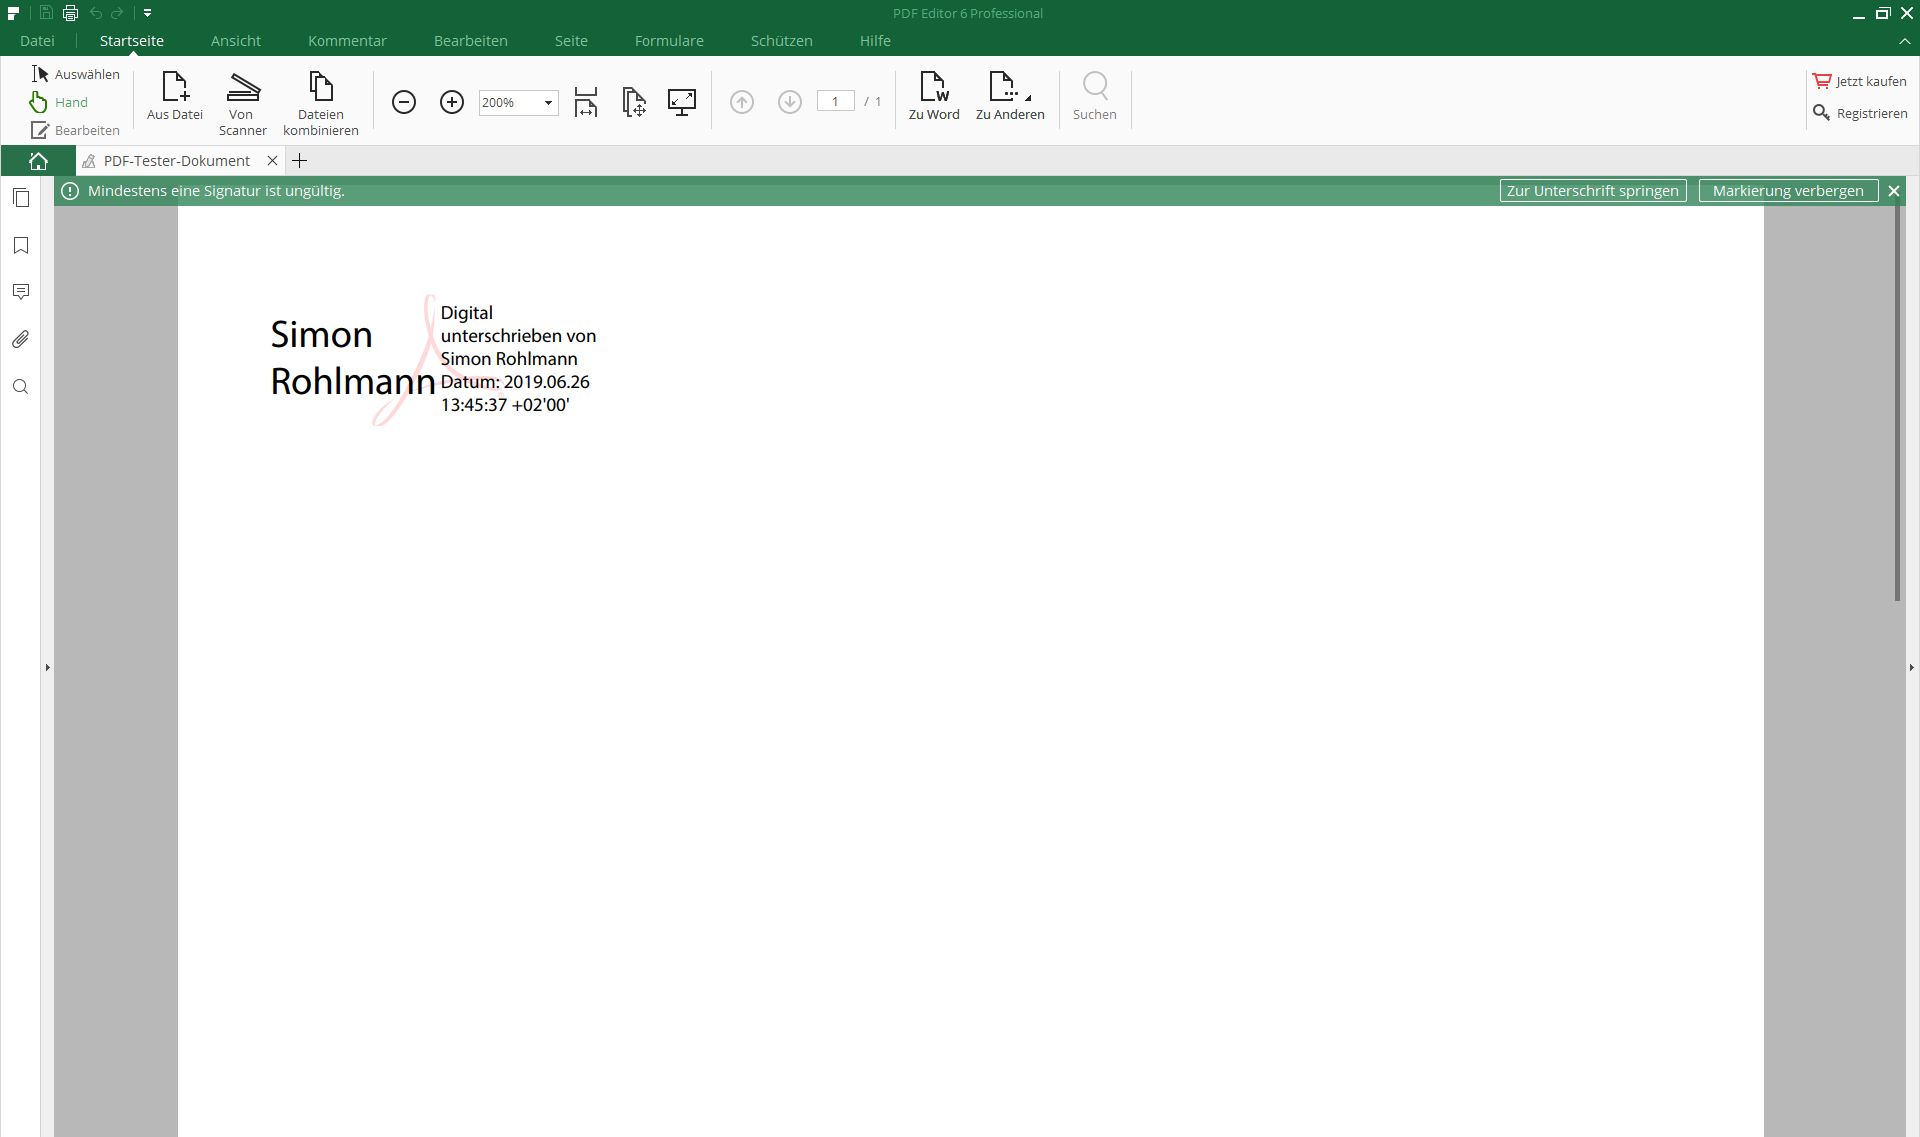 PDF Editor 6 Professional
Datei Startseite Ansicht Kommentar Bearbeiten Seite Formulare Schützen Hilfe
Auswählen
Hand
Bearbeiten
Aus Datei
Von
Scanner
Dateien
kombinieren
200%
1 / 1
Zu Word
Zu Anderen
Suchen
Jetzt kaufen
Registrieren
PDF-Tester-Dokument
Mindestens eine Signatur ist ungültig.
Zur Unterschrift springen
Markierung verbergen
Simon
Rohlmann
Digital
unterschrieben von
Simon Rohlmann
Datum: 2019.06.26
13:45:37 +02'00'